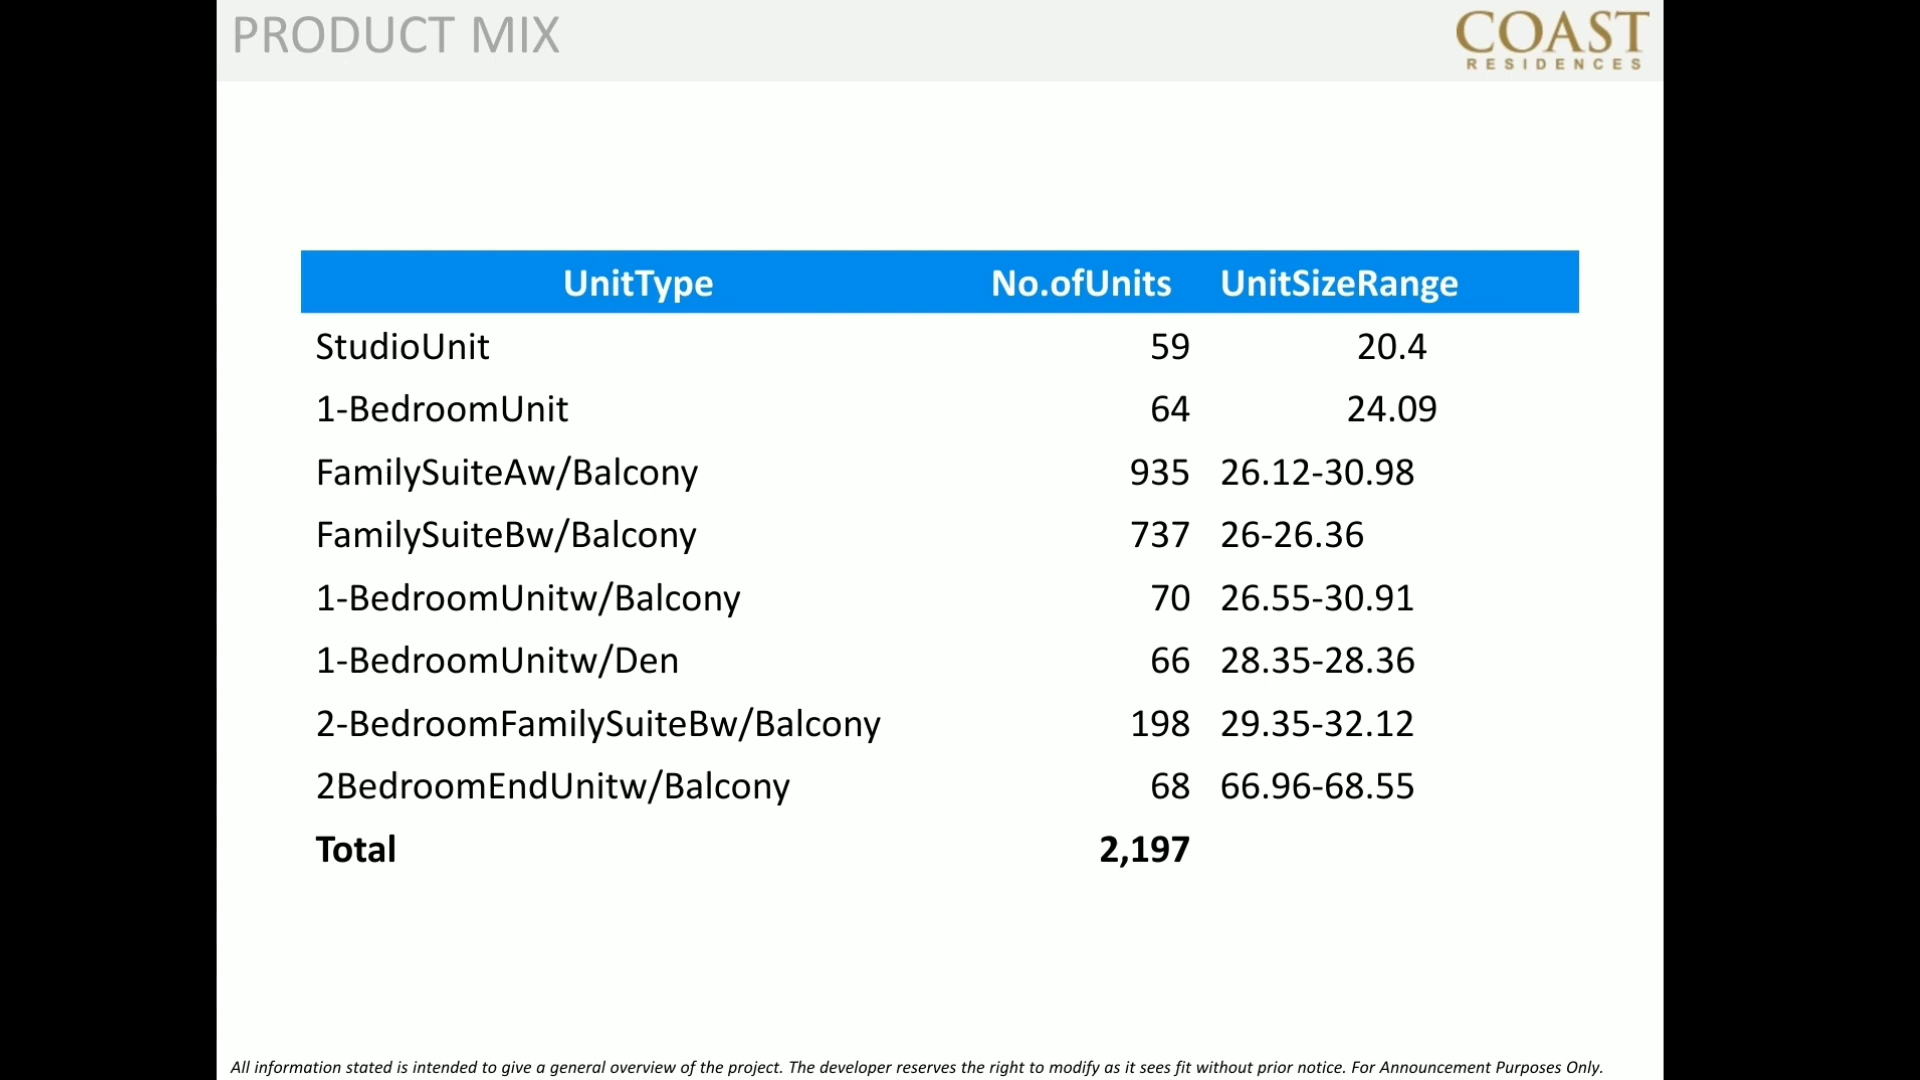 PRODUCT MIX
COAST
RESIDENCES
UnitType No.ofUnits UnitSizeRange
StudioUnit 59 20.4
1-BedroomUnit 64 24.09
FamilySuiteAw/Balcony 935 26.12-30.98
FamilySuiteBw/Balcony 737 26-26.36
1-BedroomUnitw/Balcony 70 26.55-30.91
1-BedroomUnitw/Den 66 28.35-28.36
2-BedroomFamilySuiteBw/Balcony 198 29.35-32.12
2BedroomEndUnitw/Balcony 68 66.96-68.55
Total 2,197
All information stated is intended to give a general overview of the project. The developer reserves the right to modify as it sees fit without prior notice. For Announcement Purposes Only.